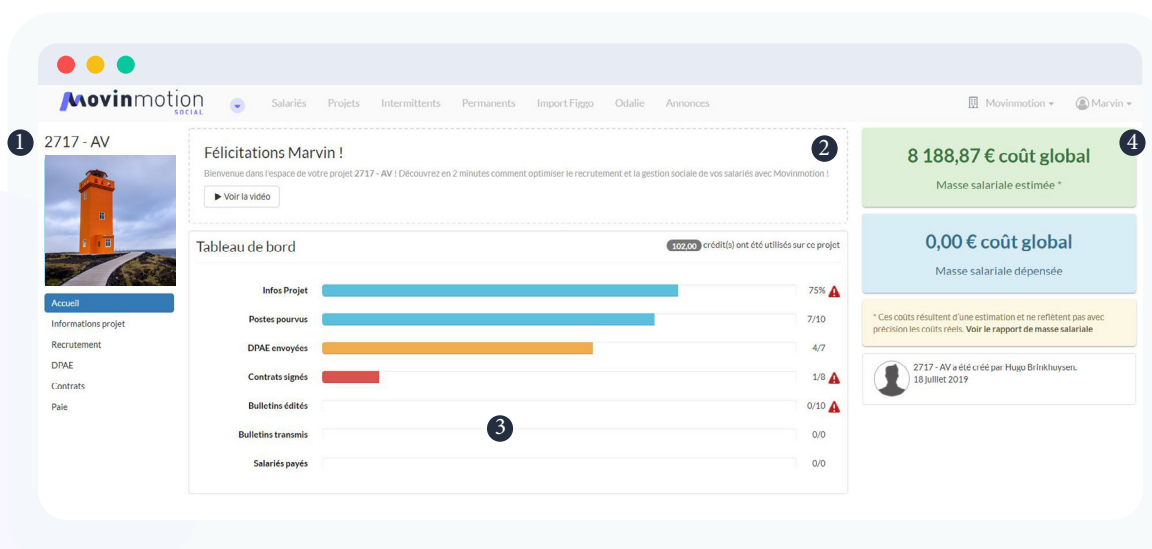 Movinmotion
SOCIAL
Salariés Projets Intermittents Permanents Import Figgo Odalie Annonces
Movinmotion Marvin
1
2717 - AV
Accueil
Informations projet
Recrutement
DPAE
Contrats
Paie
2
Félicitations Marvin !
Bienvenue dans l'espace de votre projet 2717 - AV ! Découvrez en 2 minutes comment optimiser le recrutement et la gestion sociale de vos salariés avec Movinmotion !
Voir la vidéo
Tableau de bord
102,00 crédit(s) ont été utilisés sur ce projet
Infos Projet 75%
Postes pourvus 7/10
DPAE envoyées 4/7
Contrats signés 1/8
Bulletins édités 0/10
3
Bulletins transmis 0/0
Salariés payés 0/0
4
8 188,87 € coût global
Masse salariale estimée *
0,00 € coût global
Masse salariale dépensée
* Ces coûts résultent d'une estimation et ne reflètent pas avec
précision les coûts réels. Voir le rapport de masse salariale
2717 - AV a été créé par Hugo Brinkhuysen.
18 juillet 2019